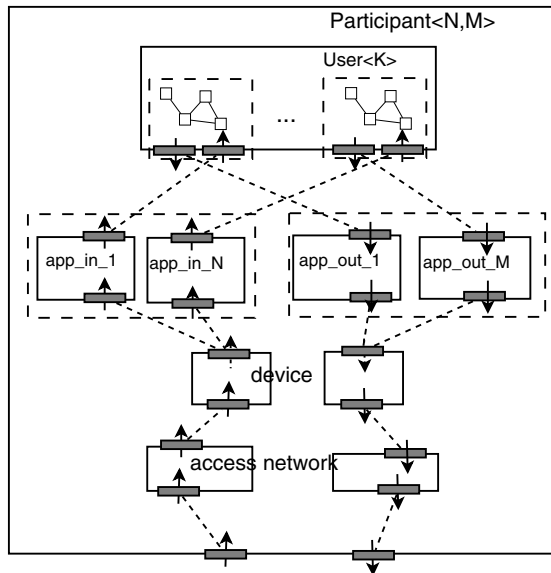 Participant<N,M>
User<K>
...
app_in_1
app_in_N
app_out_1
app_out_M
device
access network